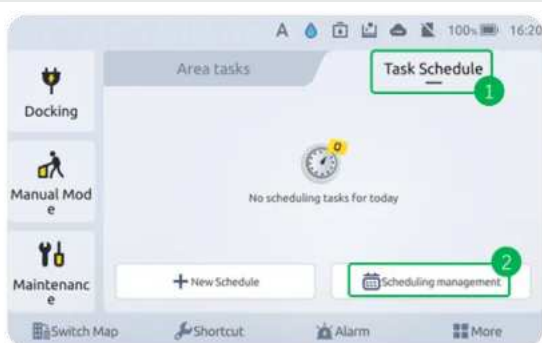 A 100% 16:20
Area tasks
Task Schedule
1
Docking
0
No scheduling tasks for today
Manual Mod
e
2
Maintenanc
e
New Schedule
Scheduling management
Switch Map
Shortcut
Alarm
More